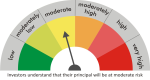 low
moderately
low
moderate
moderately
high
high
very high
Investors understand that their principal will be at moderate risk